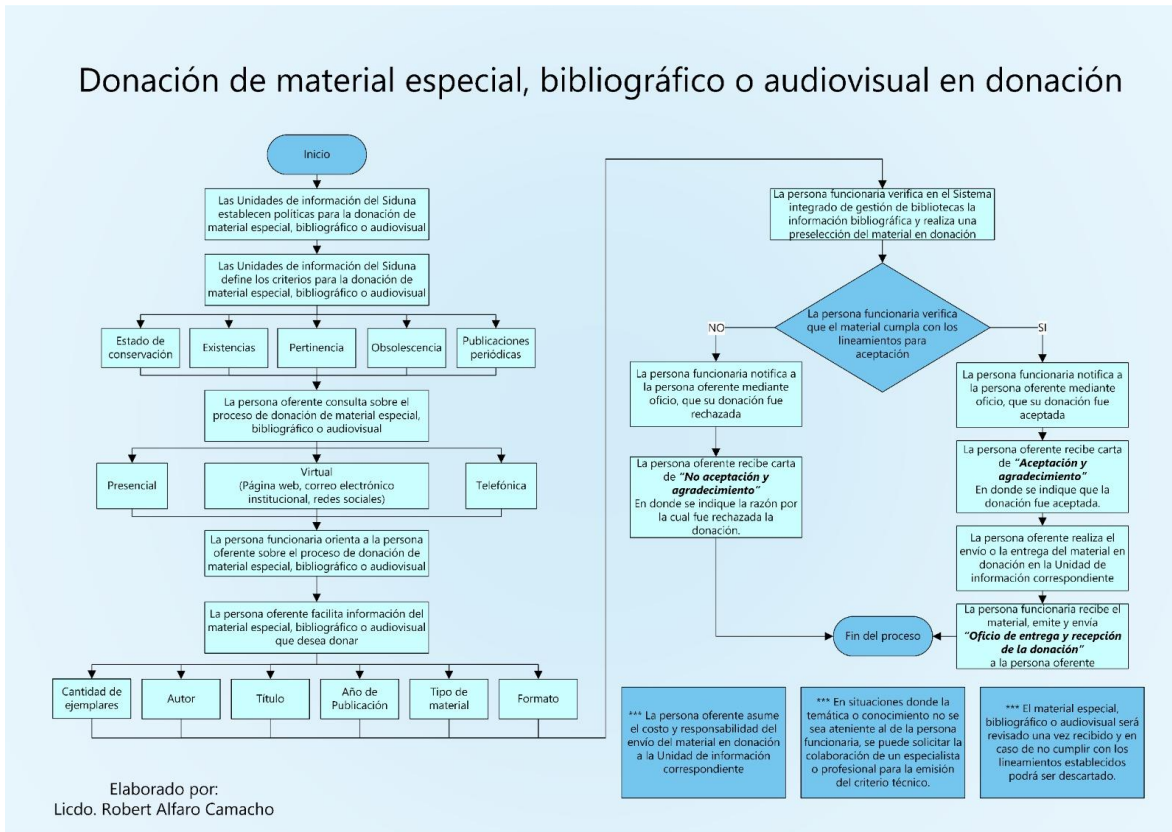 Donación de material especial, bibliográfico o audiovisual en donación
Inicio
Las Unidades de información del Siduna
establecen políticas para la donación de
material especial, bibliográfico o audiovisual
Las Unidades de información del Siduna
define los criterios para la donación de
material especial, bibliográfico o audiovisual
Estado de
conservación
Existencias
Pertinencia
Obsolescencia
Publicaciones
periódicas
La persona oferente consulta sobre el
proceso de donación de material especial,
bibliográfico o audiovisual
Presencial
Virtual
(Página web, correo electrónico
institucional, redes sociales)
Telefónica
La persona funcionaria orienta a la persona
oferente sobre el proceso de donación de
material especial, bibliográfico o audiovisual
La persona oferente facilita información del
material especial, bibliográfico o audiovisual
que desea donar
Cantidad de
ejemplares
Autor
Título
Año de
Publicación
Tipo de
material
Formato
Elaborado por:
Licdo. Robert Alfaro Camacho
La persona funcionaria verifica en el Sistema
integrado de gestión de bibliotecas la
información bibliográfica y realiza una
preselección del material en donación
La persona funcionaria verifica
que el material cumpla con los
lineamientos para
aceptación
NO
La persona funcionaria notifica a
la persona oferente mediante
oficio, que su donación fue
rechazada
La persona oferente recibe carta
de “No aceptación y
agradecimiento”
En donde se indique la razón por
la cual fue rechazada la
donación.
SI
La persona funcionaria notifica a
la persona oferente mediante
oficio, que su donación fue
aceptada
La persona oferente recibe carta
de “Aceptación y
agradecimiento”
En donde se indique que la
donación fue aceptada.
La persona oferente realiza el
envío o la entrega del material en
donación en la Unidad de
información correspondiente
La persona funcionaria recibe el
material, emite y envía
“Oficio de entrega y recepción
de la donación”
a la persona oferente
Fin del proceso
*** La persona oferente asume
el costo y responsabilidad del
envío del material en donación
a la Unidad de información
correspondiente
*** En situaciones donde la
temática o conocimiento no se
sea ateniente al de la persona
funcionaria, se puede solicitar la
colaboración de un especialista
o profesional para la emisión
del criterio técnico.
*** El material especial,
bibliográfico o audiovisual será
revisado una vez recibido y en
caso de no cumplir con los
lineamientos establecidos
podrá ser descartado.